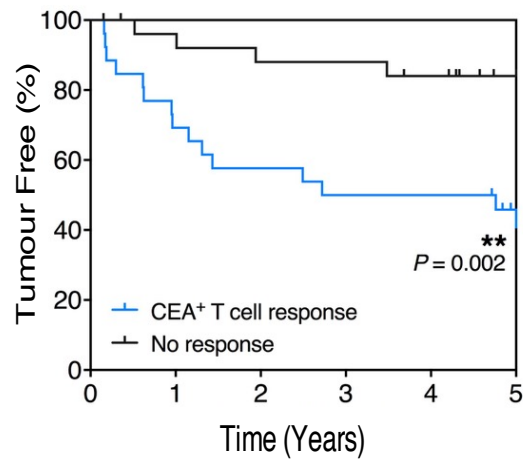 Tumour Free (%)
100
80
60
40
20
0
**
P = 0.002
CEA⁺ T cell response
No response
0 1 2 3 4 5
Time (Years)